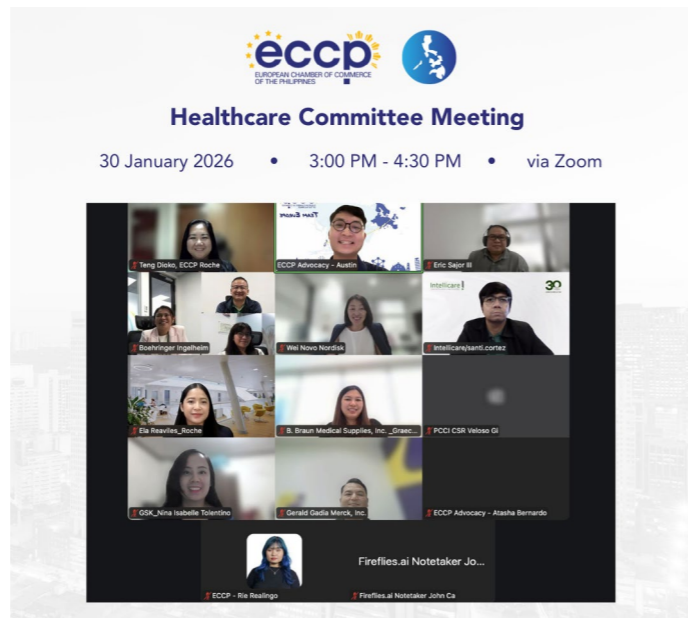 eccp
EUROPEAN CHAMBER OF COMMERCE
OF THE PHILIPPINES
Healthcare Committee Meeting
30 January 2026 • 3:00 PM - 4:30 PM • via Zoom
Teng Dioko, ECCP Roche
ECCP Advocacy - Austin
Eric Sajor III
Boehringer Ingelheim
Wei Novo Nordisk
Intellicare
30
Intellicare/santi.cortez
Ela Reaviles_Roche
B. Braun Medical Supplies, Inc. _Graec...
PCCI CSR Veloso GI
GSK_Nina Isabelle Tolentino
Gerald Gadia Merck, Inc.
ECCP Advocacy - Atasha Bernardo
Fireflies.ai Notetaker Jo...
ECCP - Rie Realingo
Fireflies.ai Notetaker John Ca